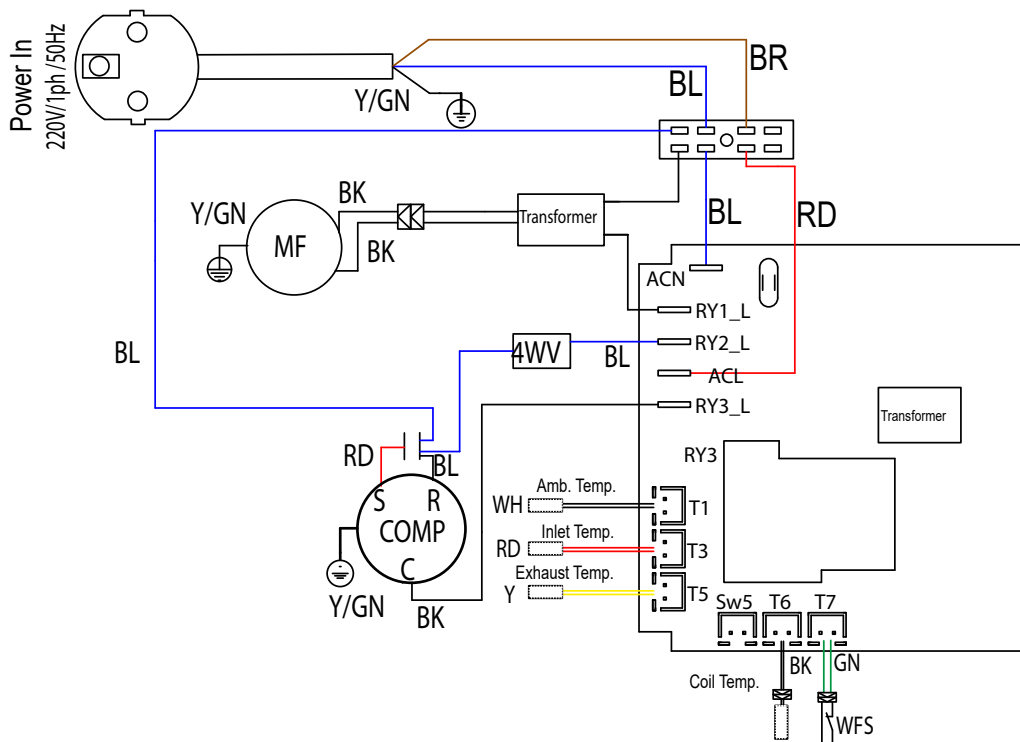 Power In
220V/1ph /50Hz
Y/GN
BR
BL
BL
RD
Y/GN
MF
BK
BK
Transformer
ACN
RY1_L
RY2_L
ACL
RY3_L
BL
4WV
BL
Transformer
RD
BL
S
R
COMP
C
Y/GN
BK
RY3
WH
Amb. Temp.
T1
RD
Inlet Temp.
T3
Y
Exhaust Temp.
T5
Sw5
T6
T7
BK
GN
Coil Temp.
WFS